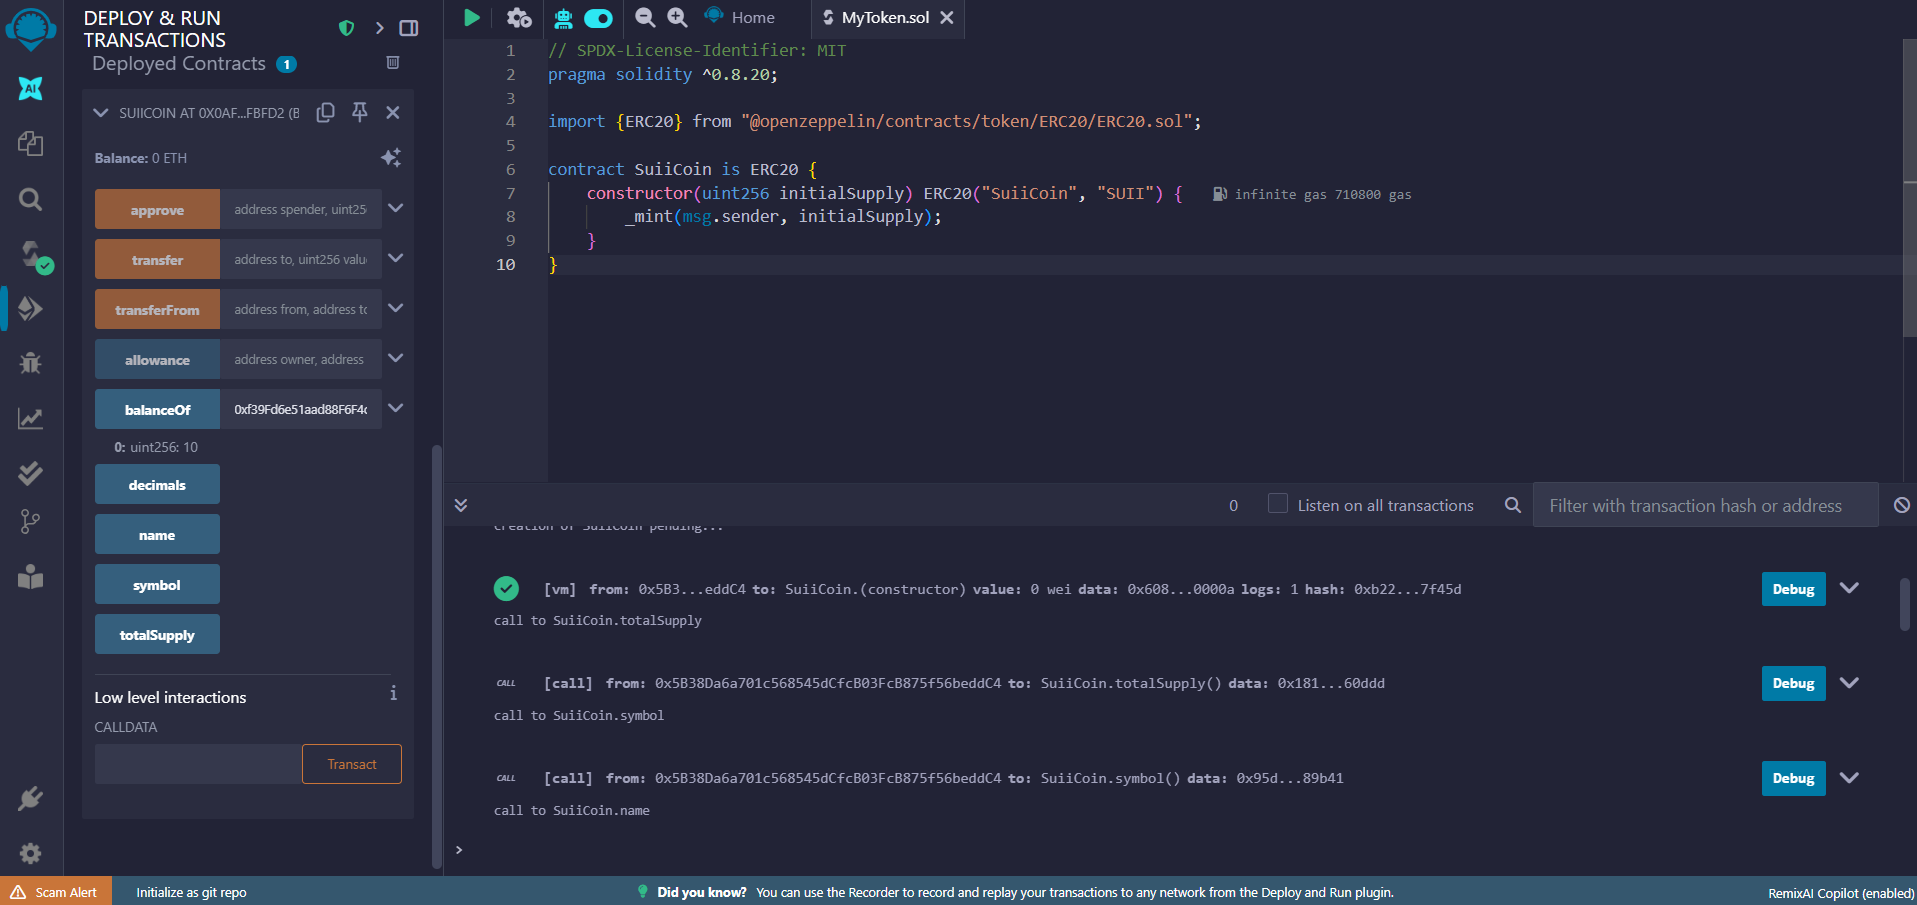 DEPLOY & RUN
TRANSACTIONS
Deployed Contracts 1
SUIICOIN AT 0X0AF...FBFD2 (B
Balance: 0 ETH
approve address spender, uint25
transfer address to, uint256 valu
transferFrom address from, address to
allowance address owner, address
balanceOf 0xf39Fd6e51aad88F6F4c
0: uint256: 10
decimals
name
symbol
totalSupply
Low level interactions i
CALLDATA
Transact
AI
Home
MyToken.sol
1 // SPDX-License-Identifier: MIT
2 pragma solidity ^0.8.20;
3
4 import {ERC20} from "@openzeppelin/contracts/token/ERC20/ERC20.sol";
5
6 contract SuiiCoin is ERC20 {
7 constructor(uint256 initialSupply) ERC20("SuiiCoin", "SUII") { infinite gas 710800 gas
8 _mint(msg.sender, initialSupply);
9 }
10 }
0 Listen on all transactions Filter with transaction hash or address
creation of SuiiCoin pending...
[vm] from: 0x5B3...eddC4 to: SuiiCoin.(constructor) value: 0 wei data: 0x608...0000a logs: 1 hash: 0xb22...7f45d Debug
call to SuiiCoin.totalSupply
CALL [call] from: 0x5B38Da6a701c568545dCfcB03FcB875f56beddC4 to: SuiiCoin.totalSupply() data: 0x181...60ddd Debug
call to SuiiCoin.symbol
CALL [call] from: 0x5B38Da6a701c568545dCfcB03FcB875f56beddC4 to: SuiiCoin.symbol() data: 0x95d...89b41 Debug
call to SuiiCoin.name
>
Scam Alert Initialize as git repo Did you know? You can use the Recorder to record and replay your transactions to any network from the Deploy and Run plugin. RemixAI Copilot (enabled)